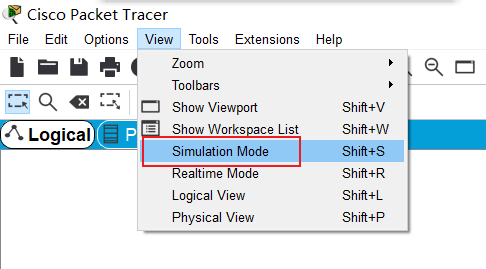 Cisco Packet Tracer
File Edit Options View Tools Extensions Help
Zoom
Toolbars
Show Viewport Shift+V
Show Workspace List Shift+W
Simulation Mode Shift+S
Realtime Mode Shift+R
Logical View Shift+L
Physical View Shift+P
Logical P